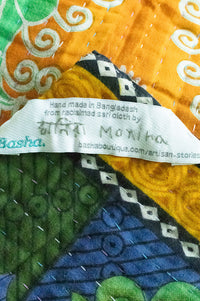 Hand made in Bangladesh
from reclaimed sari cloth by
মনিরা Monira
Basha.
bashaboutique.com/artisan-stories